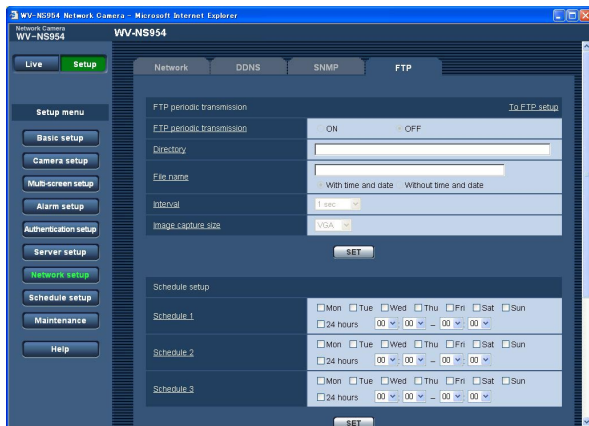 WV-NS954 Network Camera - Microsoft Internet Explorer
Network Camera
WV-NS954
WV-NS954
Live Setup
Network DDNS SNMP FTP
Setup menu
Basic setup
Camera setup
Multi-screen setup
Alarm setup
Authentication setup
Server setup
Network setup
Schedule setup
Maintenance
Help
FTP periodic transmission To FTP setup
FTP periodic transmission ON OFF
Directory
File name
With time and date Without time and date
Interval 1 sec
Image capture size VGA
SET
Schedule setup
Schedule 1
Mon Tue Wed Thu Fri Sat Sun
24 hours 00 : 00 - 00 : 00
Schedule 2
Mon Tue Wed Thu Fri Sat Sun
24 hours 00 : 00 - 00 : 00
Schedule 3
Mon Tue Wed Thu Fri Sat Sun
24 hours 00 : 00 - 00 : 00
SET